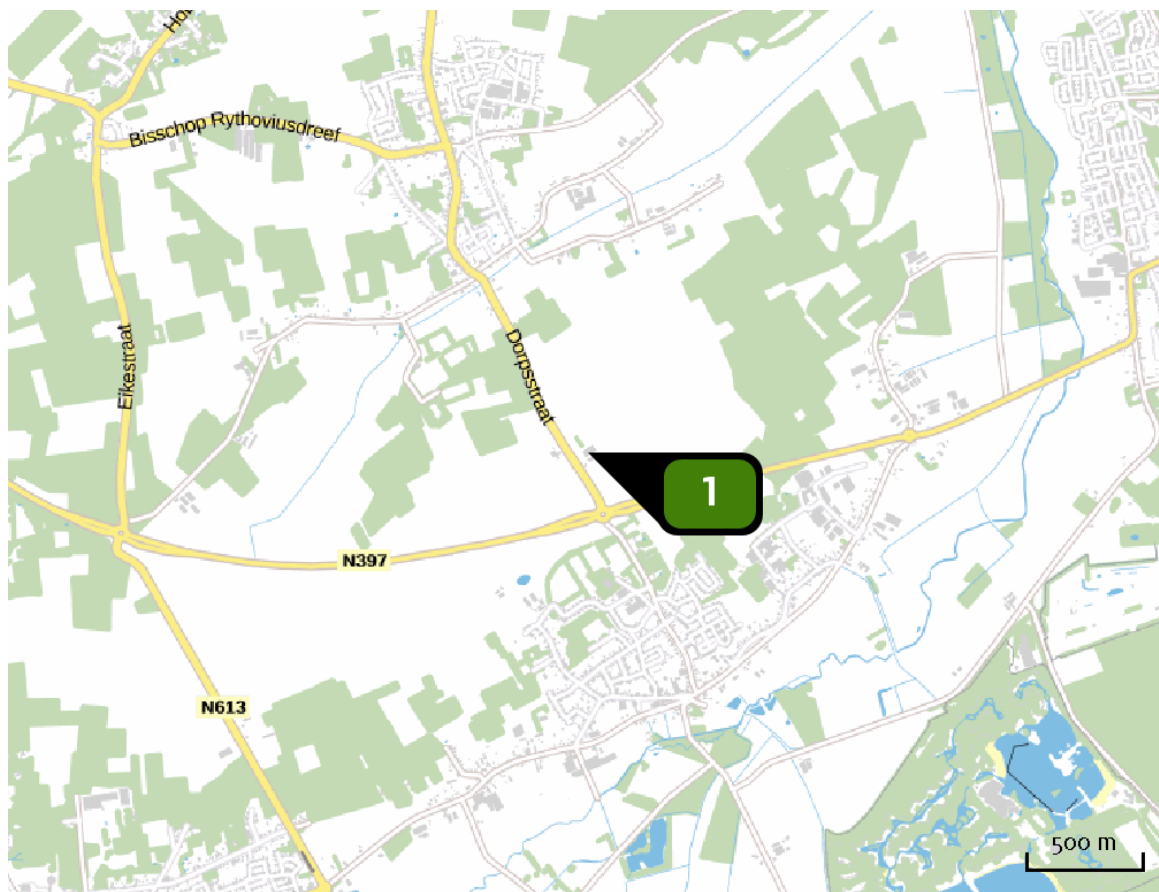 Bisschop Rythoviusdreef
Eikestraat
Dorpsstraat
1
N397
N613
500 m